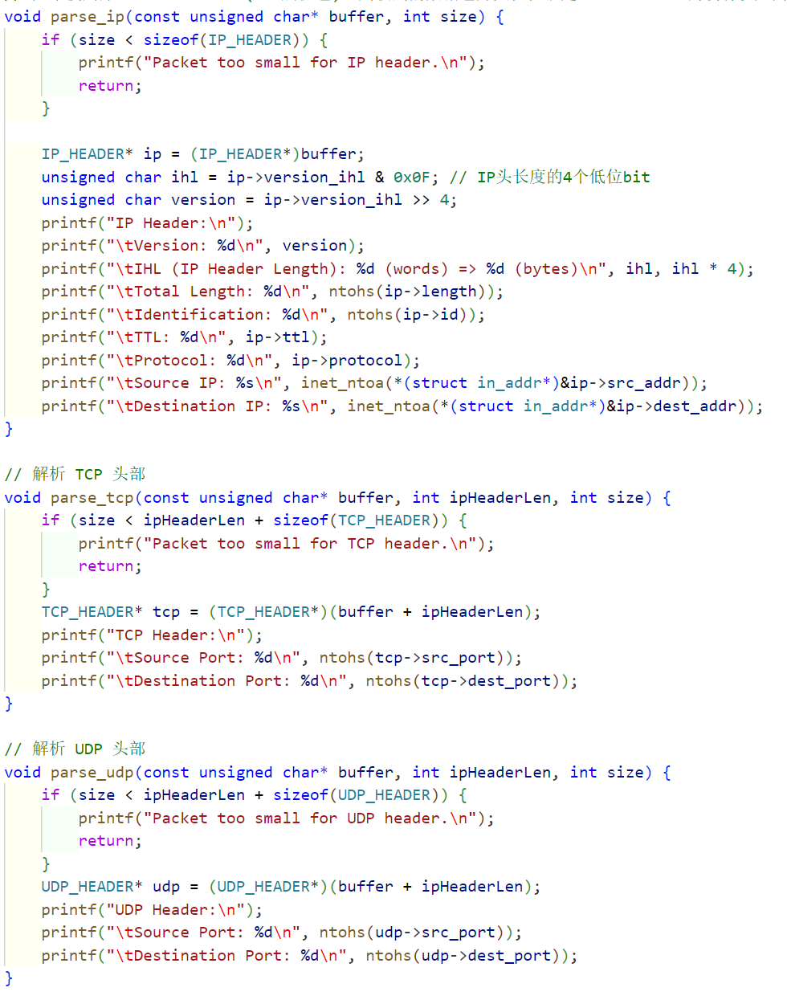 void parse_ip(const unsigned char* buffer, int size) {
    if (size < sizeof(IP_HEADER)) {
        printf("Packet too small for IP header.\n");
        return;
    }

    IP_HEADER* ip = (IP_HEADER*)buffer;
    unsigned char ihl = ip->version_ihl & 0x0F; // IP头长度的4个低位bit
    unsigned char version = ip->version_ihl >> 4;
    printf("IP Header:\n");
    printf("\tVersion: %d\n", version);
    printf("\tIHL (IP Header Length): %d (words) => %d (bytes)\n", ihl, ihl * 4);
    printf("\tTotal Length: %d\n", ntohs(ip->length));
    printf("\tIdentification: %d\n", ntohs(ip->id));
    printf("\tTTL: %d\n", ip->ttl);
    printf("\tProtocol: %d\n", ip->protocol);
    printf("\tSource IP: %s\n", inet_ntoa(*(struct in_addr*)&ip->src_addr));
    printf("\tDestination IP: %s\n", inet_ntoa(*(struct in_addr*)&ip->dest_addr));
}

// 解析 TCP 头部
void parse_tcp(const unsigned char* buffer, int ipHeaderLen, int size) {
    if (size < ipHeaderLen + sizeof(TCP_HEADER)) {
        printf("Packet too small for TCP header.\n");
        return;
    }
    TCP_HEADER* tcp = (TCP_HEADER*)(buffer + ipHeaderLen);
    printf("TCP Header:\n");
    printf("\tSource Port: %d\n", ntohs(tcp->src_port));
    printf("\tDestination Port: %d\n", ntohs(tcp->dest_port));
}

// 解析 UDP 头部
void parse_udp(const unsigned char* buffer, int ipHeaderLen, int size) {
    if (size < ipHeaderLen + sizeof(UDP_HEADER)) {
        printf("Packet too small for UDP header.\n");
        return;
    }
    UDP_HEADER* udp = (UDP_HEADER*)(buffer + ipHeaderLen);
    printf("UDP Header:\n");
    printf("\tSource Port: %d\n", ntohs(udp->src_port));
    printf("\tDestination Port: %d\n", ntohs(udp->dest_port));
}